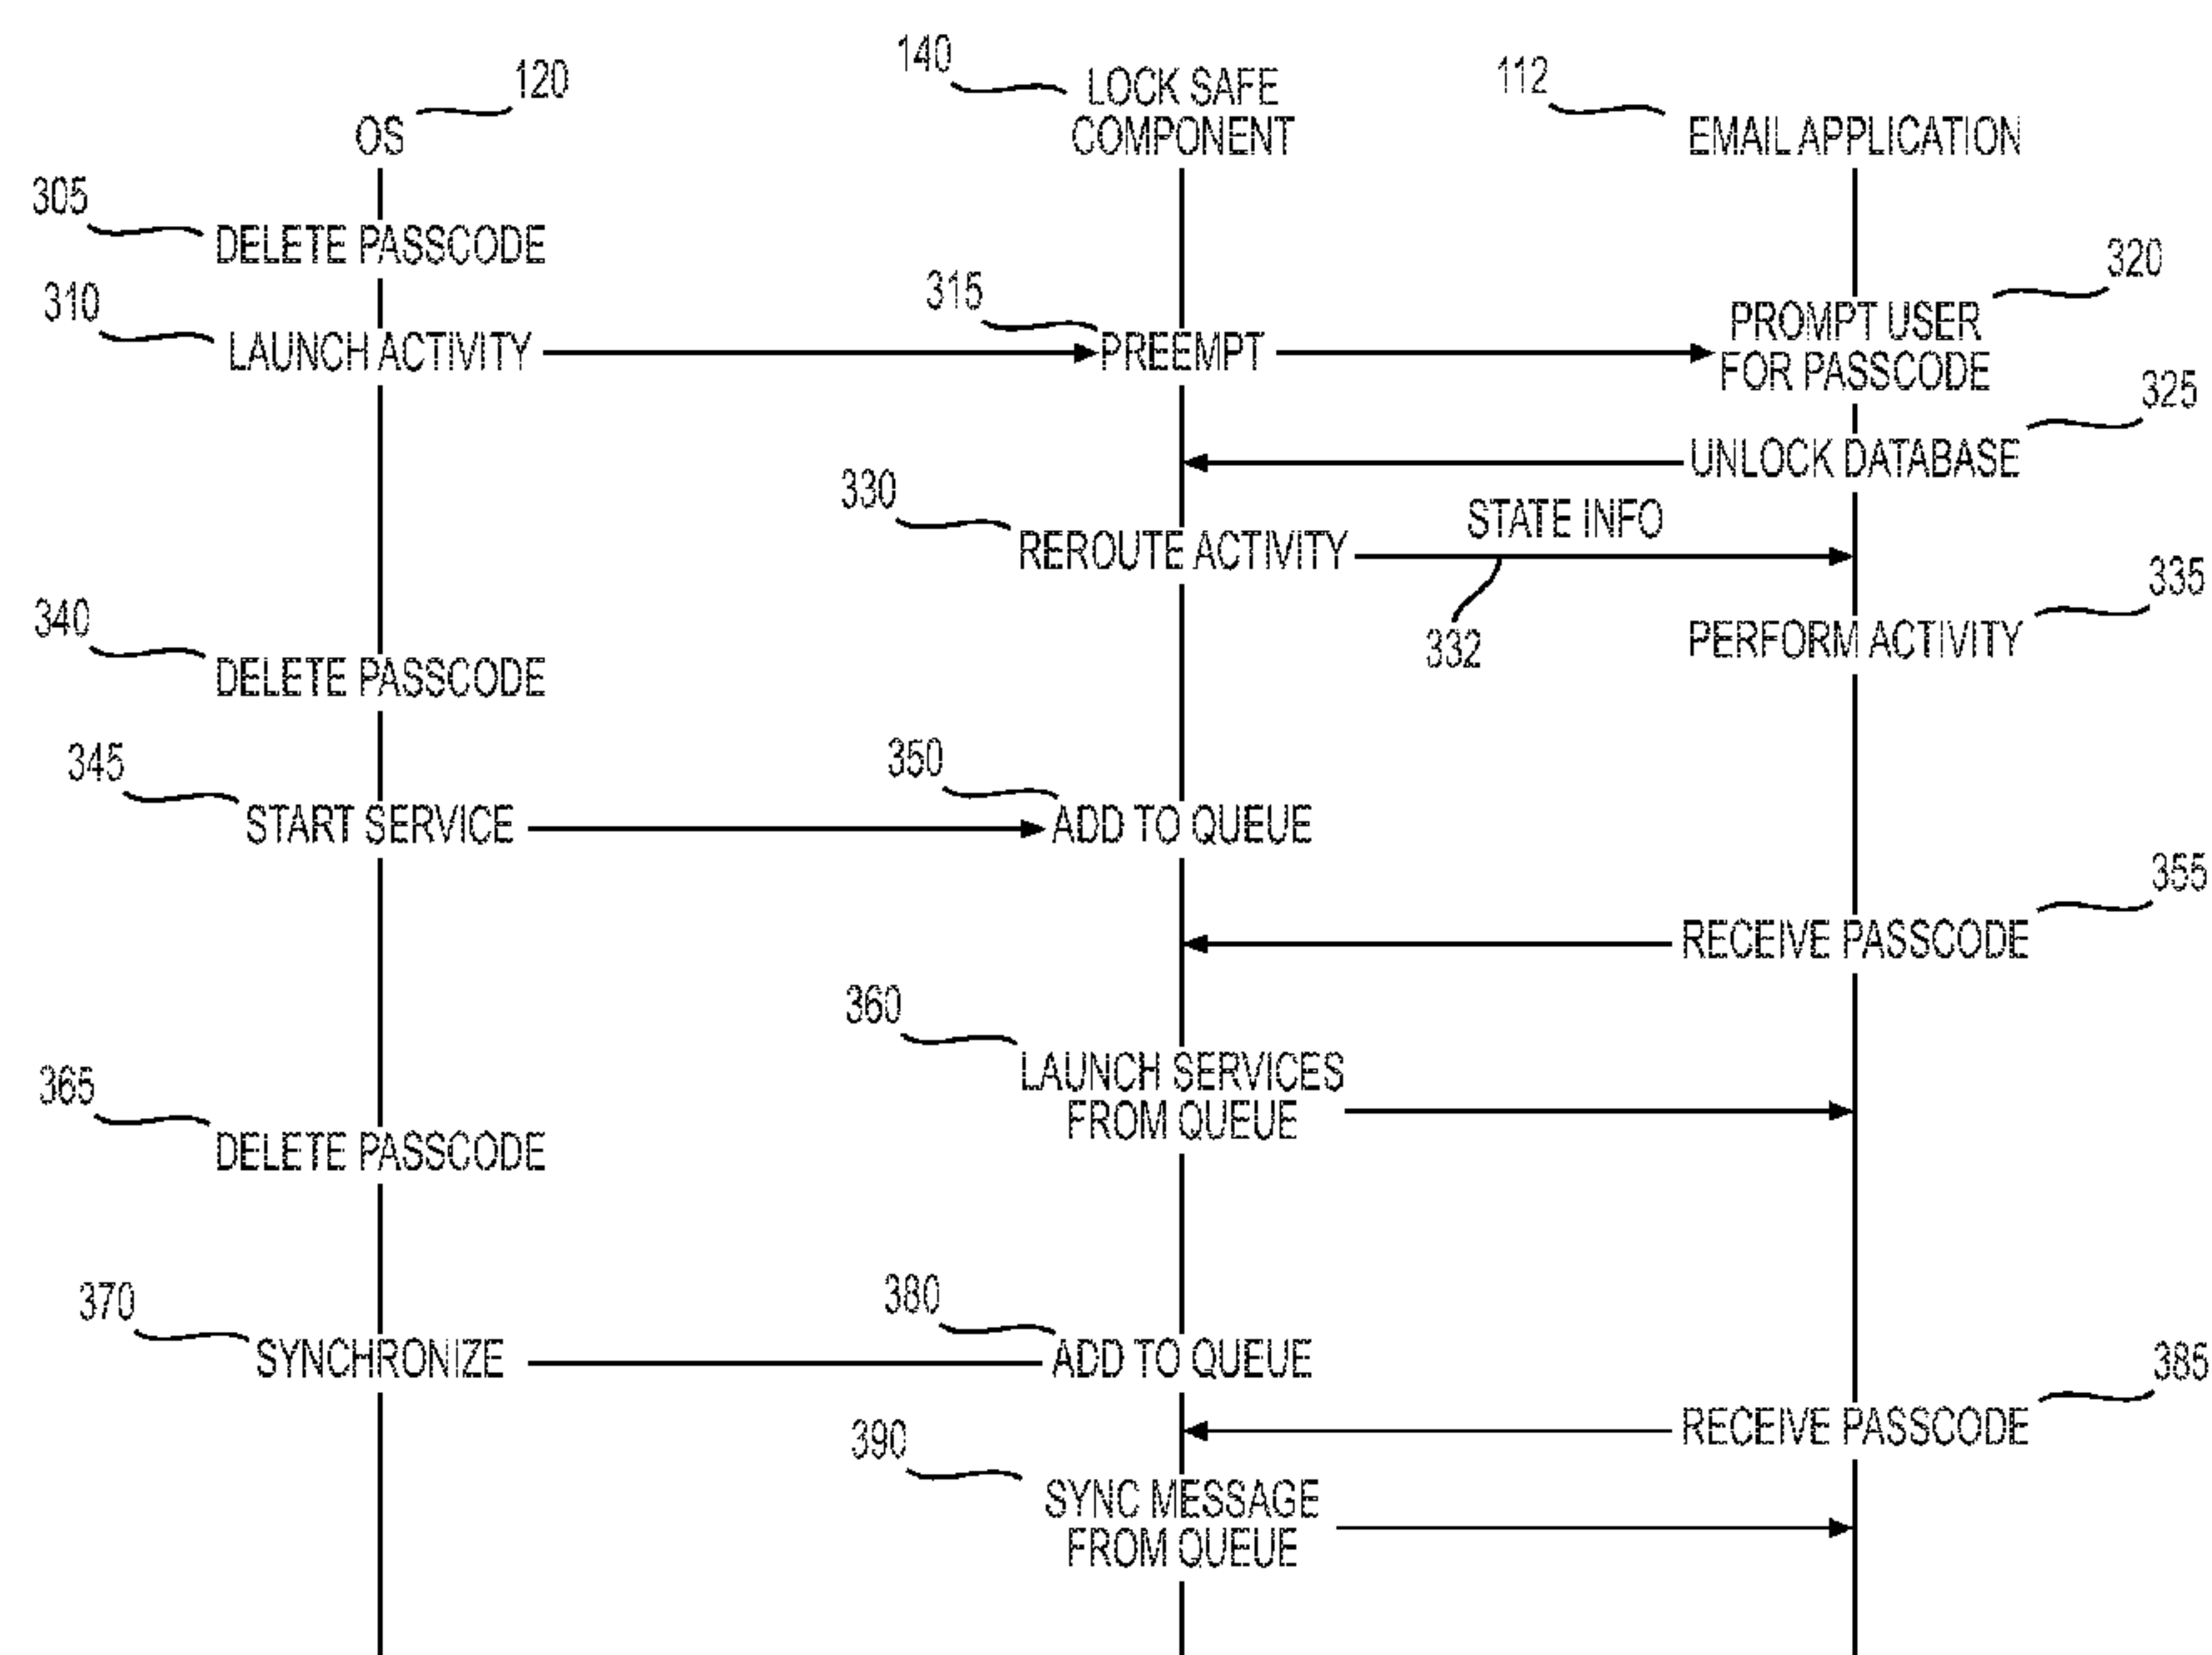 120
140
112
OS
LOCK SAFE
COMPONENT
EMAIL APPLICATION
305
DELETE PASSCODE
310
LAUNCH ACTIVITY
315
PREEMPT
320
PROMPT USER
FOR PASSCODE
325
UNLOCK DATABASE
330
REROUTE ACTIVITY
STATE INFO
332
335
PERFORM ACTIVITY
340
DELETE PASSCODE
345
START SERVICE
350
ADD TO QUEUE
355
RECEIVE PASSCODE
360
LAUNCH SERVICES
FROM QUEUE
365
DELETE PASSCODE
370
SYNCHRONIZE
380
ADD TO QUEUE
385
RECEIVE PASSCODE
390
SYNC MESSAGE
FROM QUEUE